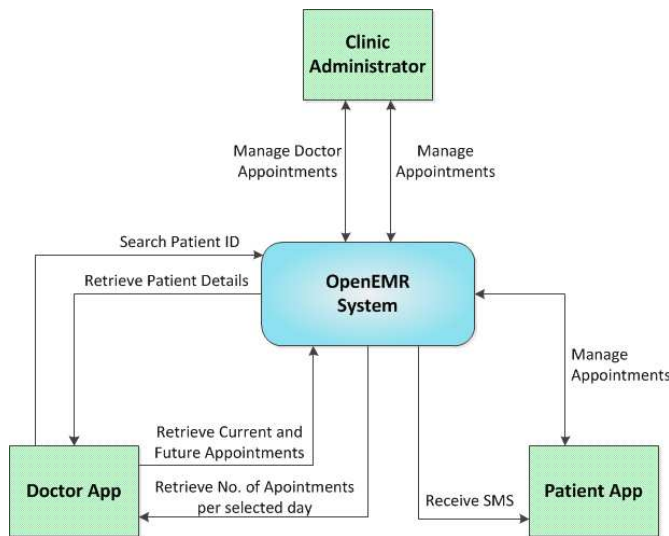 Clinic
Administrator
Manage Doctor
Appointments
Manage
Appointments
Search Patient ID
Retrieve Patient Details
OpenEMR
System
Manage
Appointments
Retrieve Current and
Future Appointments
Doctor App
Retrieve No. of Apointments
per selected day
Receive SMS
Patient App